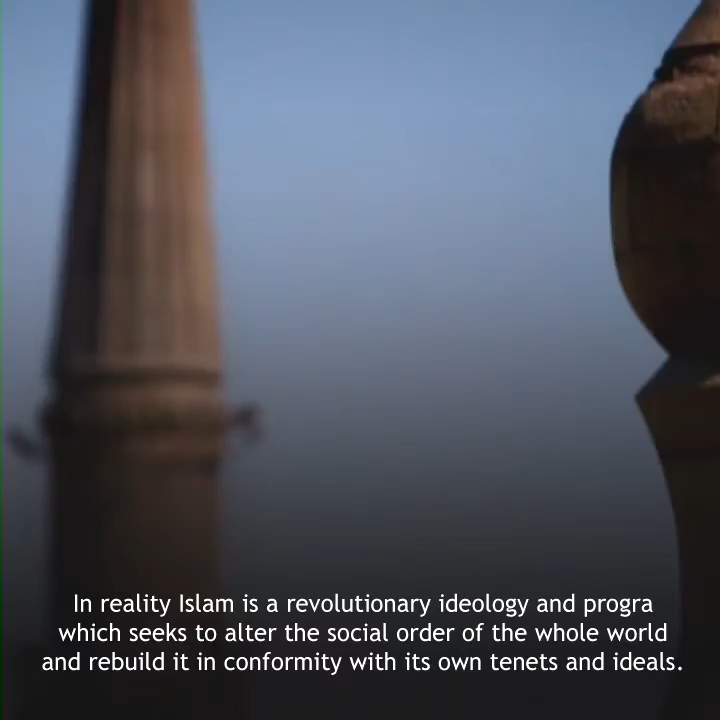 In reality Islam is a revolutionary ideology and progra
which seeks to alter the social order of the whole world
and rebuild it in conformity with its own tenets and ideals.